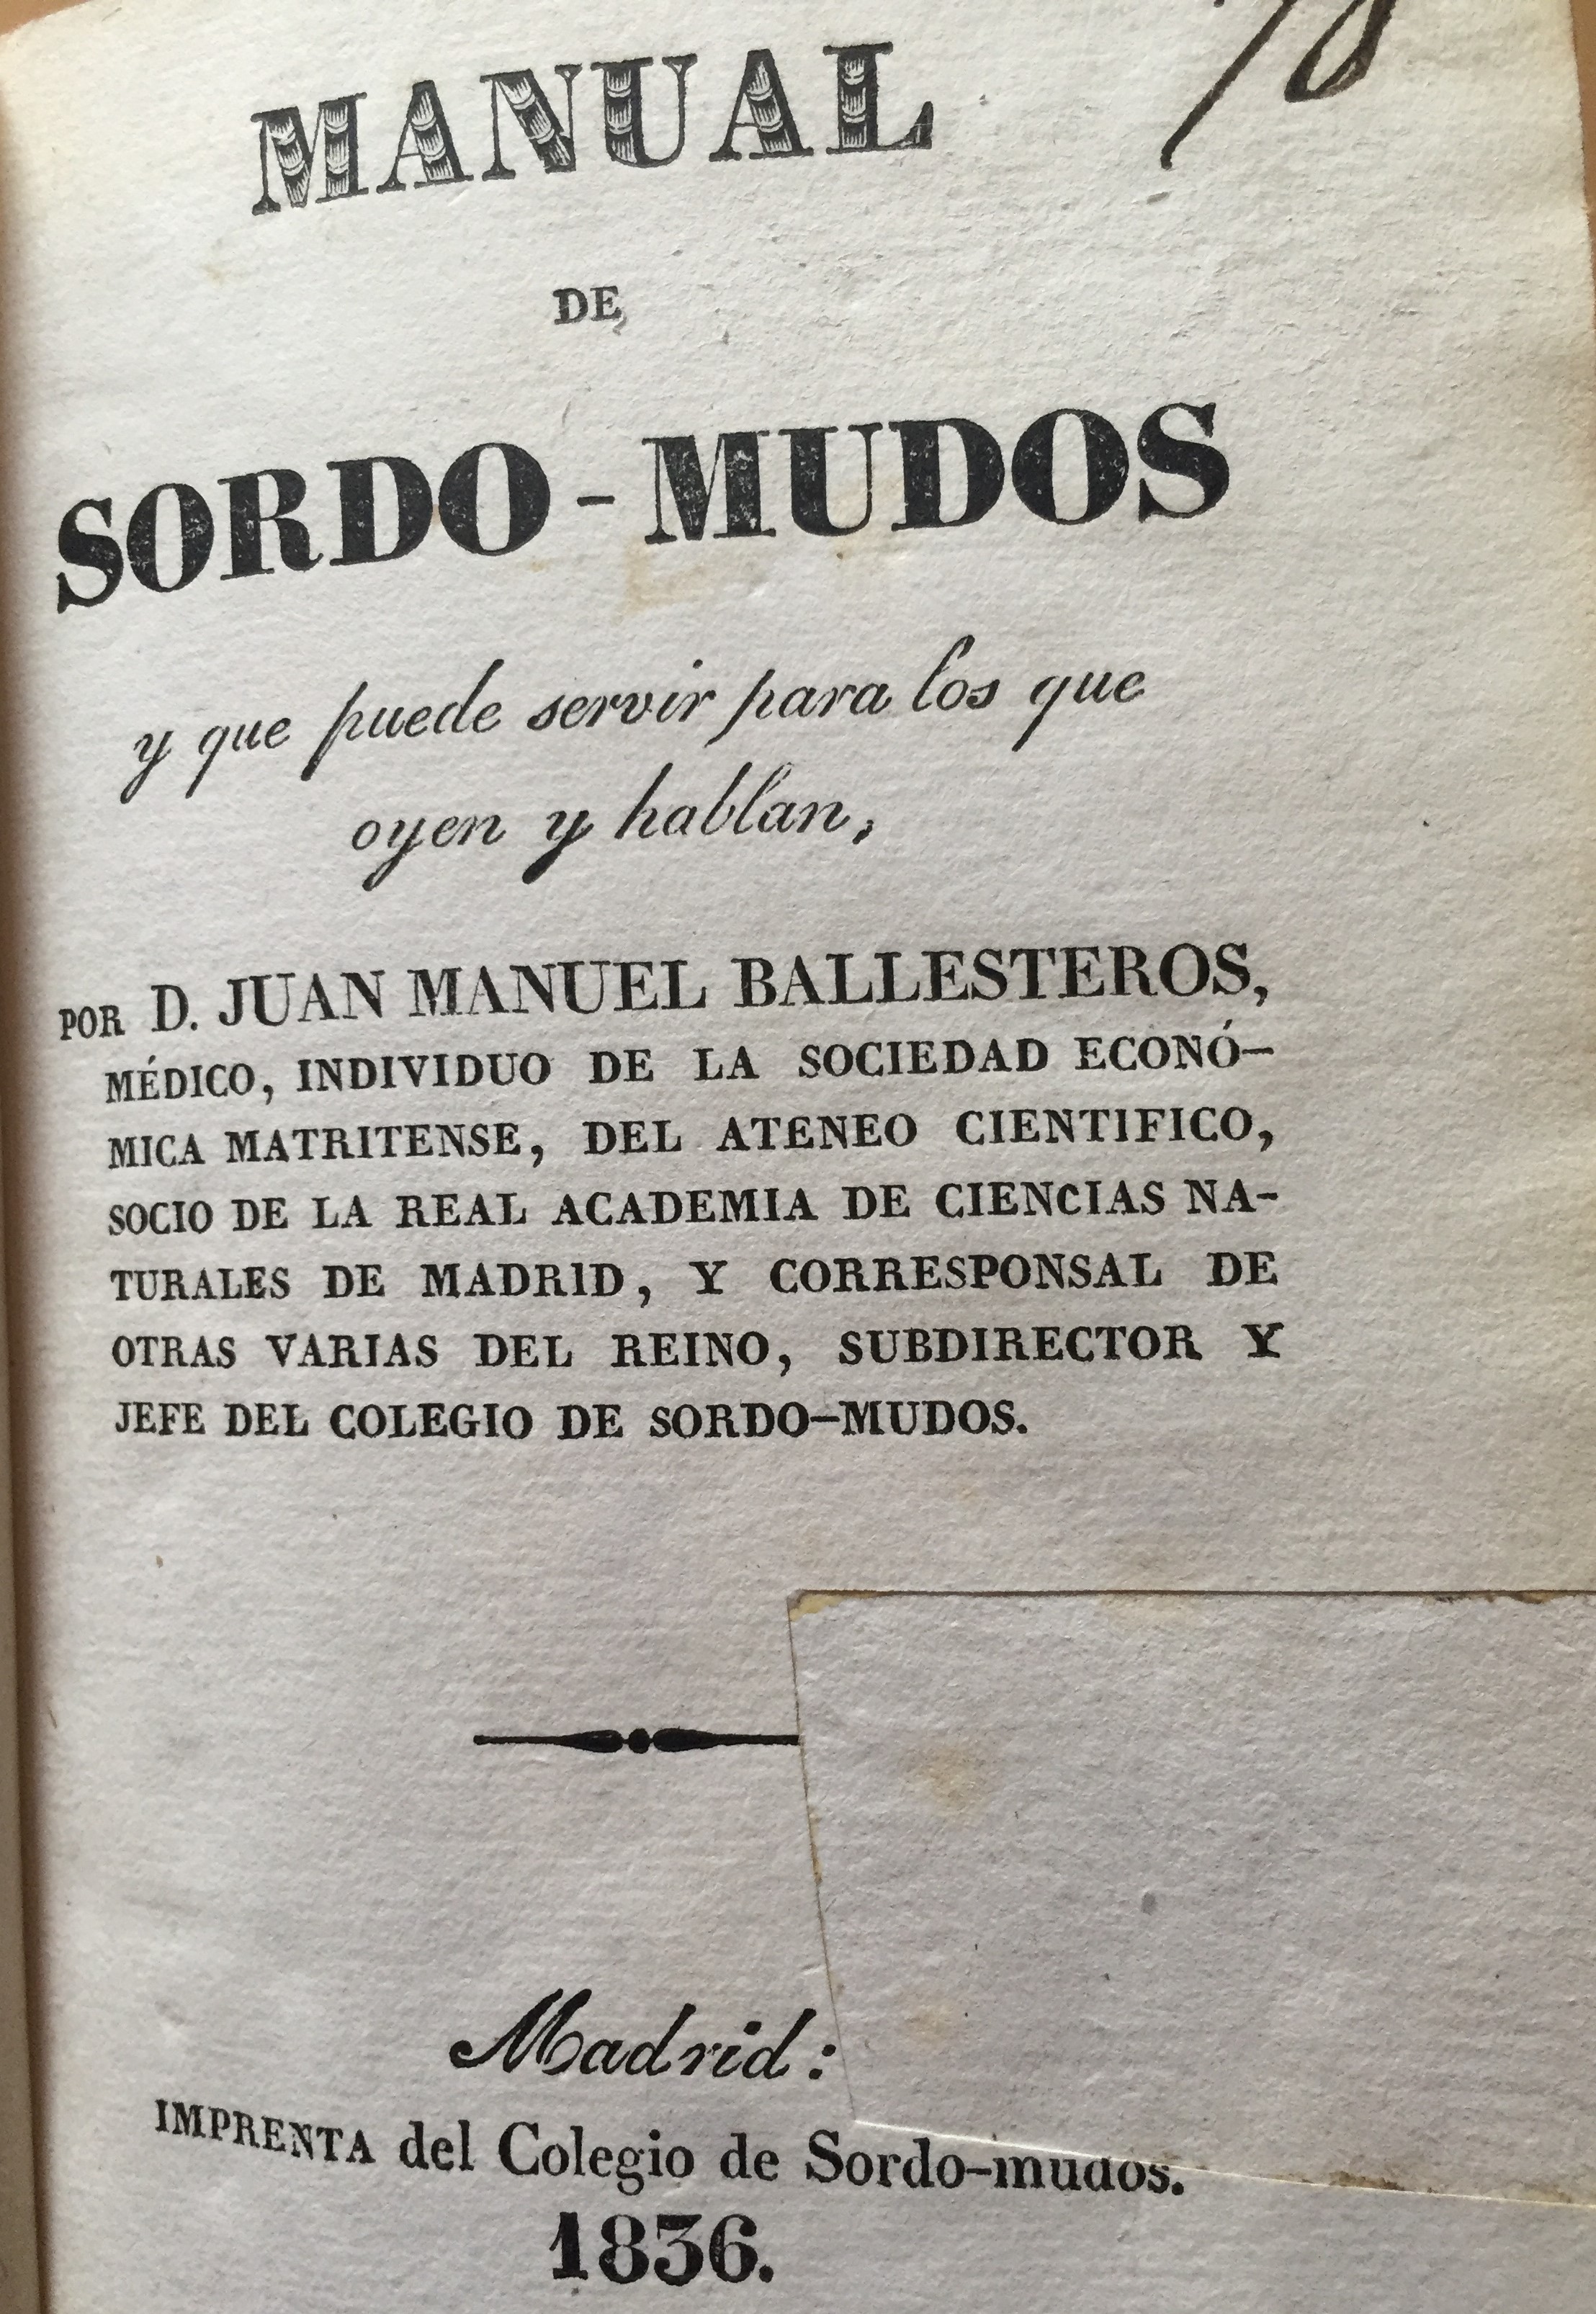 MANUAL
DE
SORDO-MUDOS
y que puede servir para los que
oyen y hablan,
POR D. JUAN MANUEL BALLESTEROS,
MÉDICO, INDIVIDUO DE LA SOCIEDAD ECONÓ-
MICA MATRITENSE, DEL ATENEO CIENTIFICO,
SOCIO DE LA REAL ACADEMIA DE CIENCIAS NA-
TURALES DE MADRID, Y CORRESPONSAL DE
OTRAS VARIAS DEL REINO, SUBDIRECTOR Y
JEFE DEL COLEGIO DE SORDO-MUDOS.
Madrid:
IMPRENTA del Colegio de Sordo-mudos.
1836.